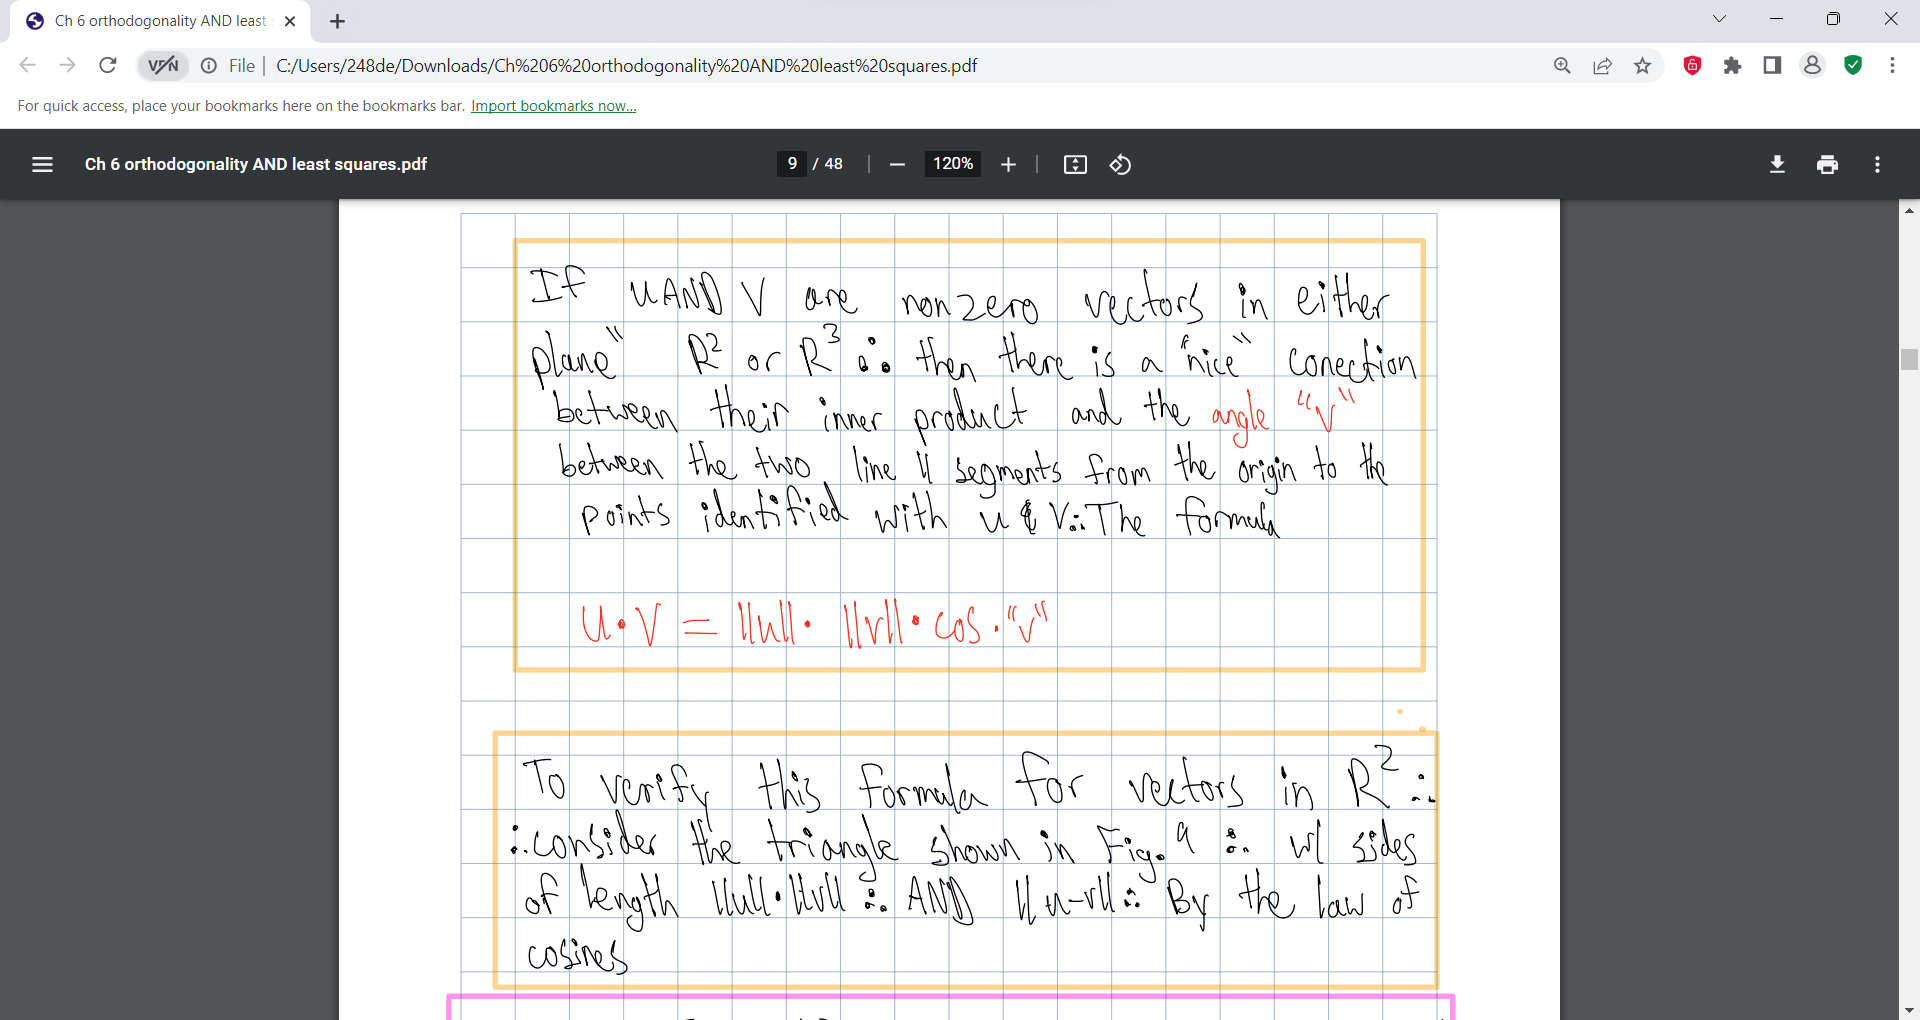 Ch 6 orthodogonality AND least
File | C:/Users/248de/Downloads/Ch%206%20orthodogonality%20AND%20least%20squares.pdf
For quick access, place your bookmarks here on the bookmarks bar. Import bookmarks now...
Ch 6 orthodogonality AND least squares.pdf 9 / 48 120%
If u AND V are nonzero vectors in either
plane" R² or R³ ∴ then there is a "nice" conection
between their inner product and the angle "v"
between the two line || segments from the origin to the
points identified with u & V∴ The formula
U•V = ||u||• ||v||• cos•"v"
To verify this formula for vectors in R² ∴
∴ consider the triangle shown in Fig. 9 ∴ w/ sides
of length ||u||•||v|| ∴ AND ||u-v||∴ By the law of
cosines